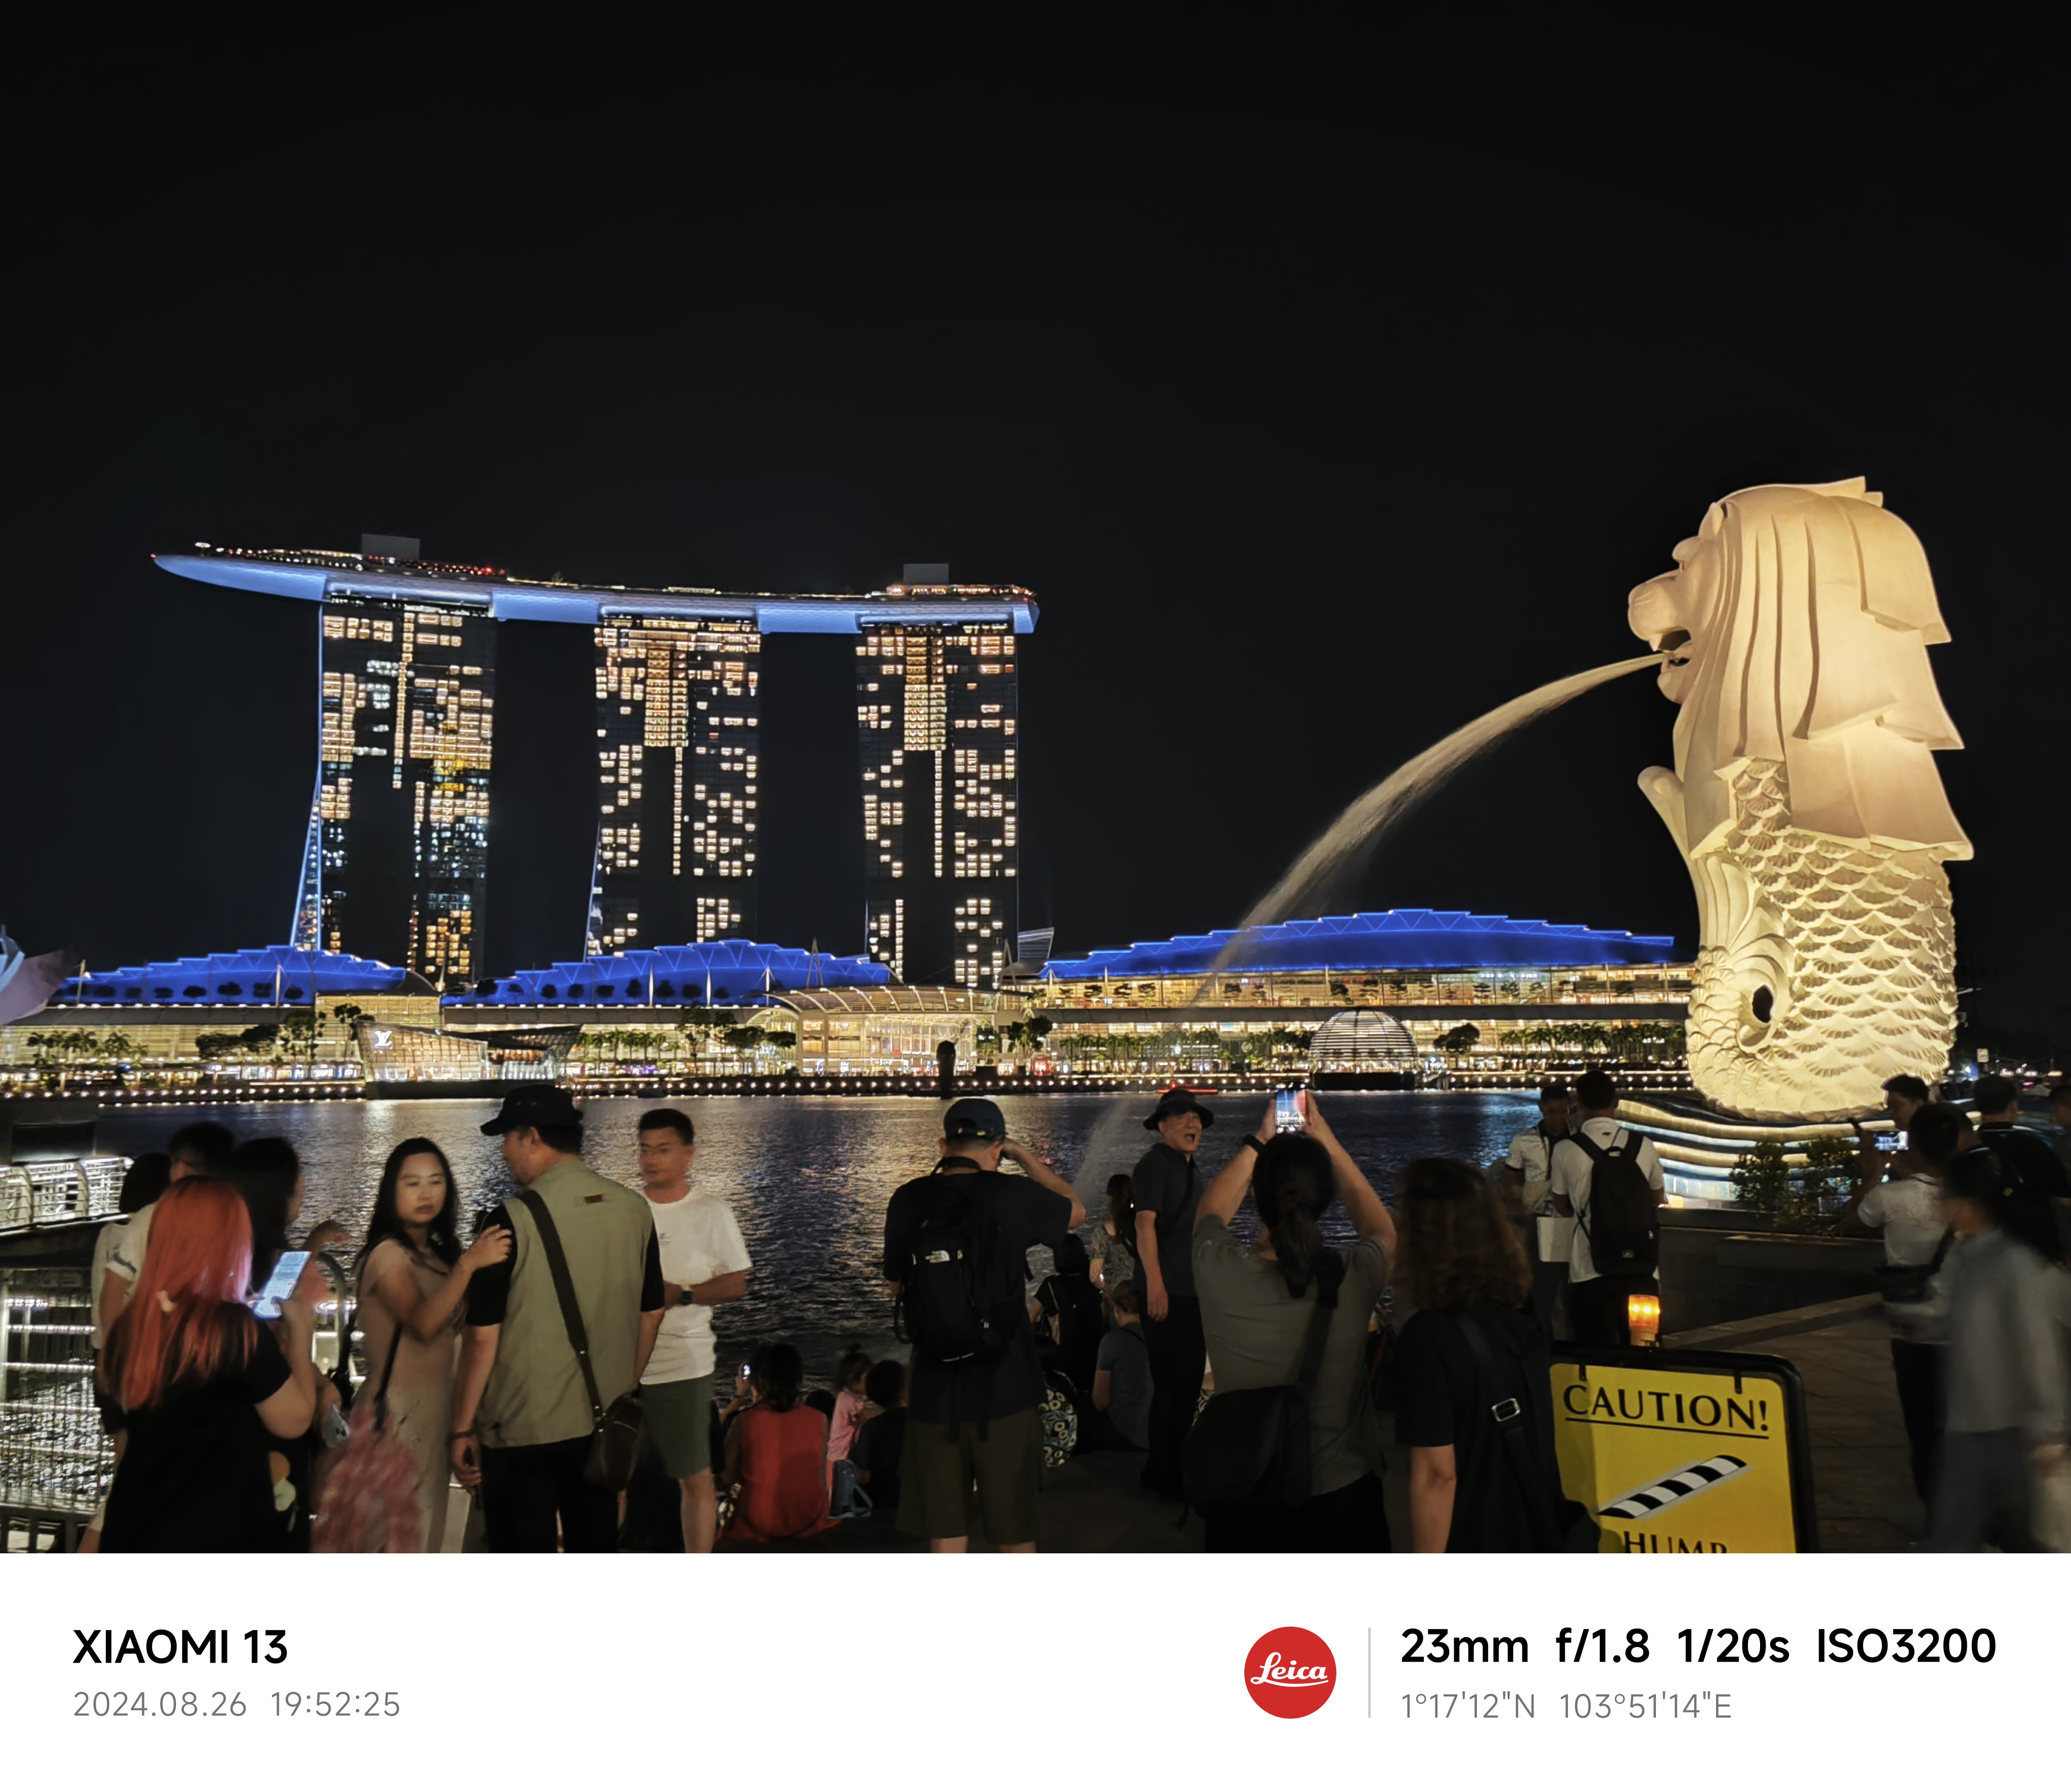 CAUTION!
HUMP
XIAOMI 13
2024.08.26 19:52:25
Leica
23mm f/1.8 1/20s ISO3200
1°17'12"N 103°51'14"E